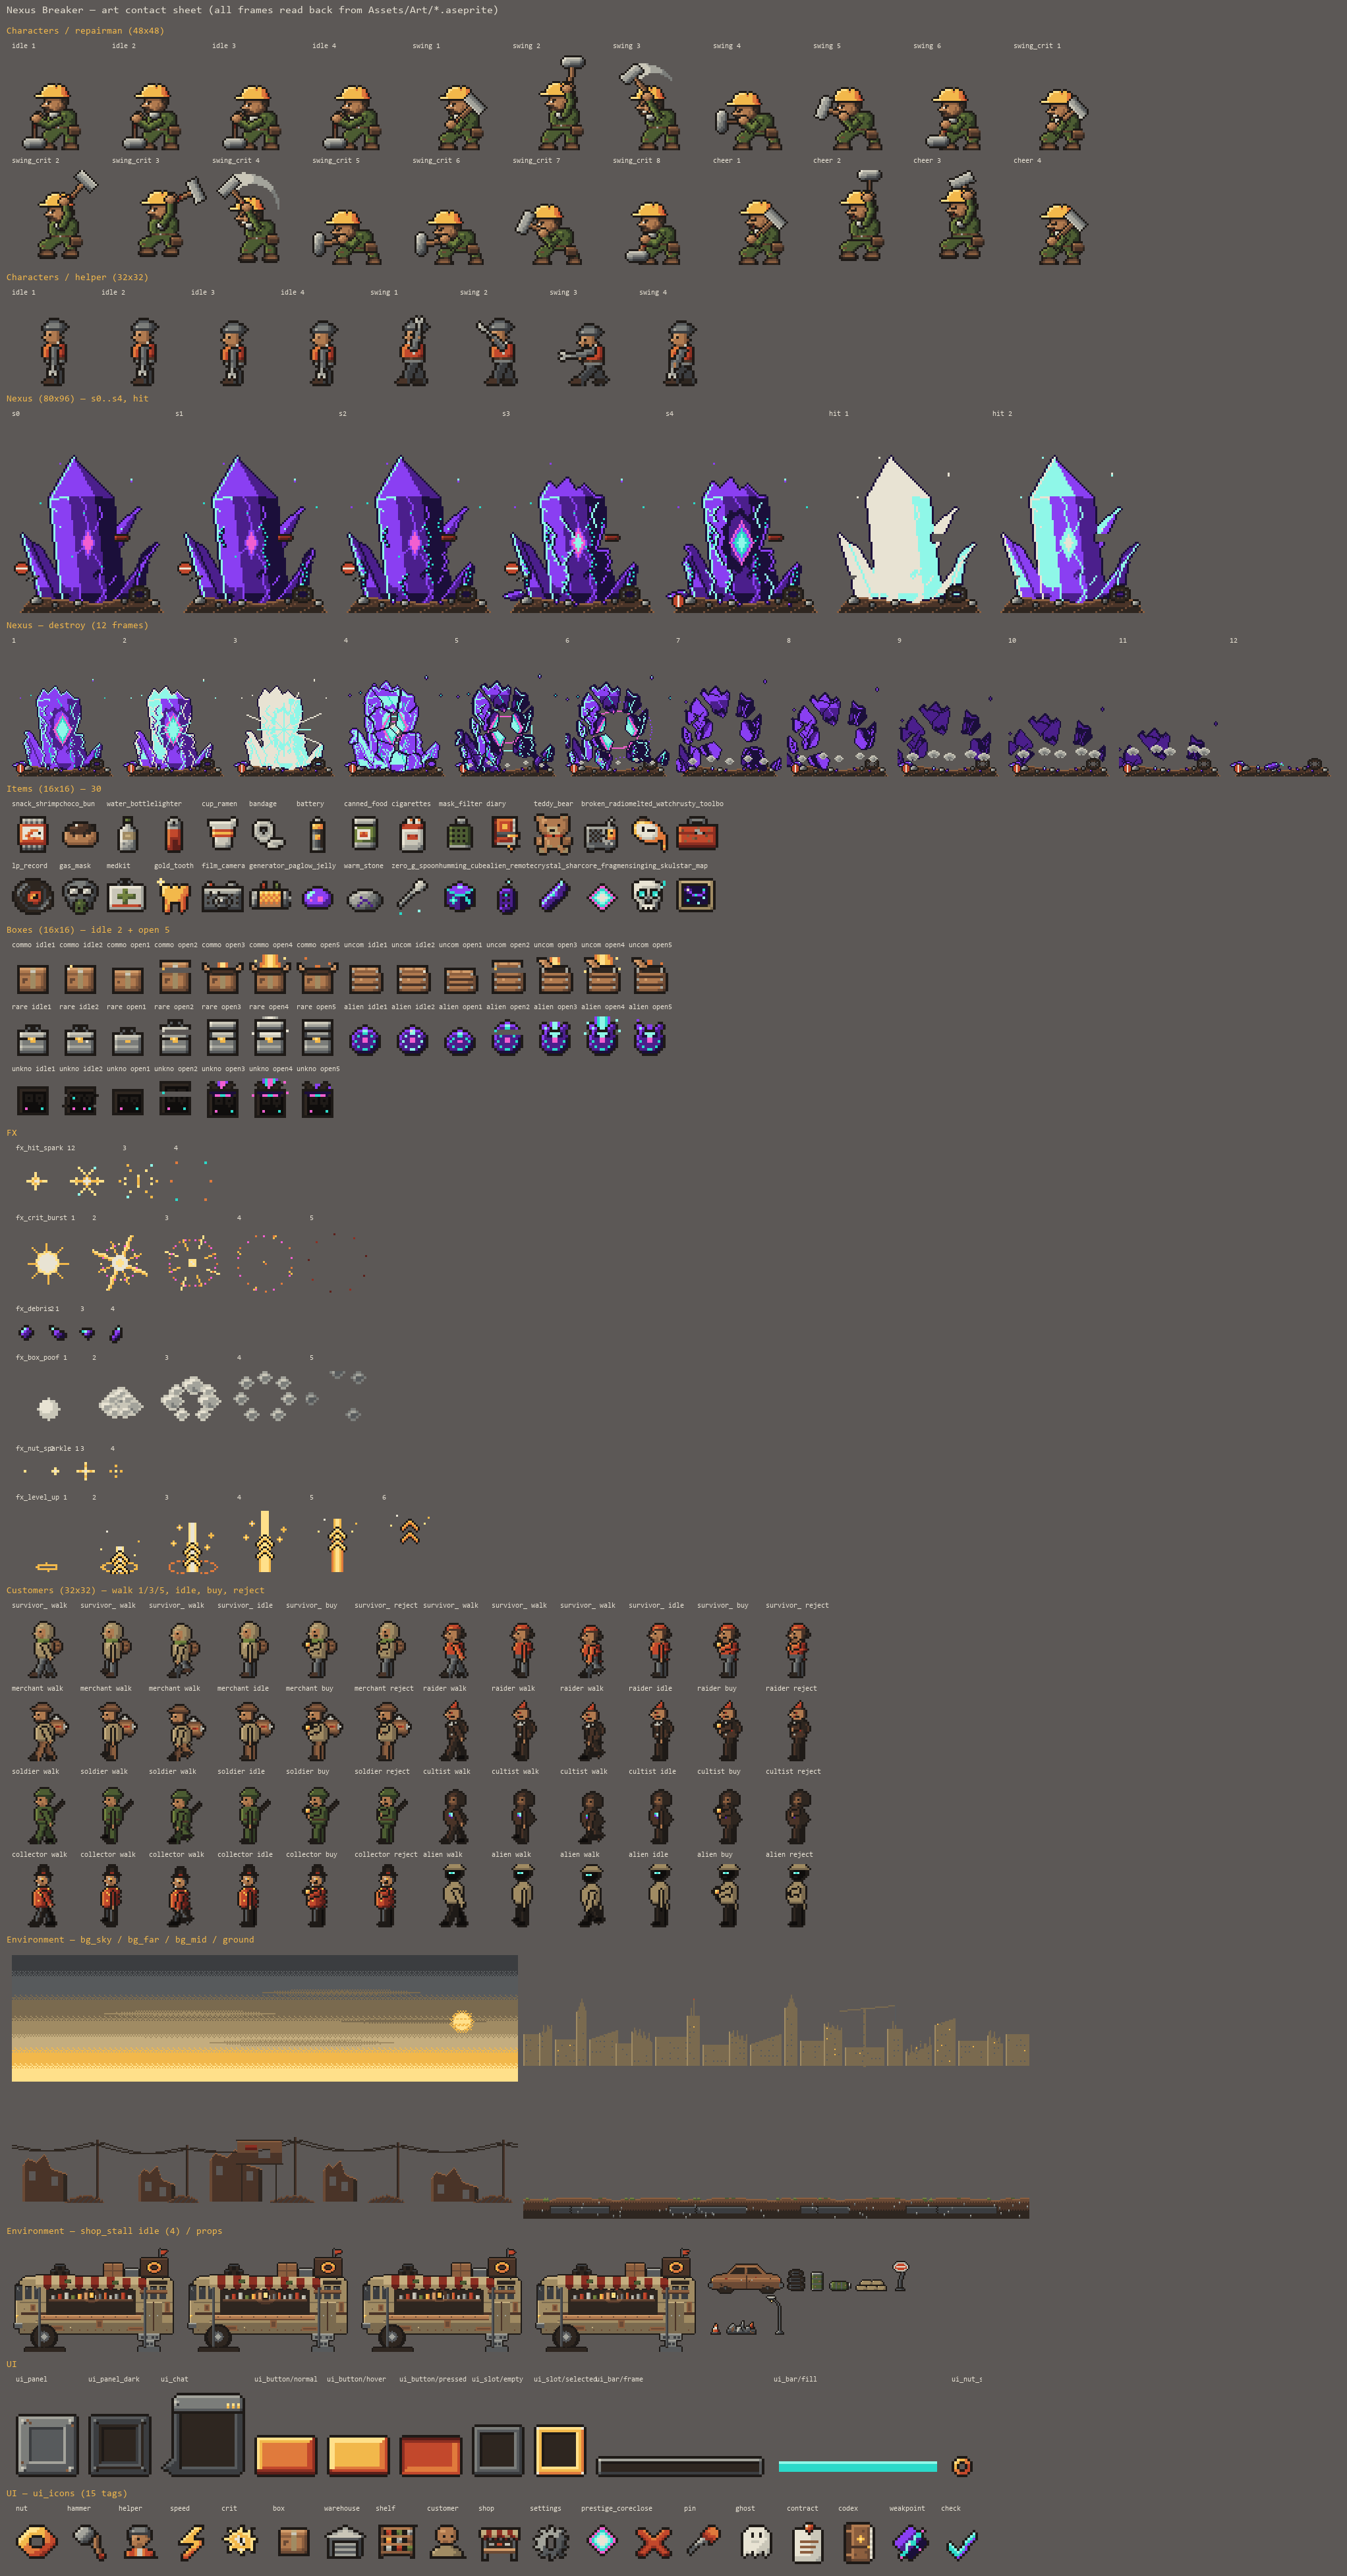 Nexus Breaker — art contact sheet (all frames read back from Assets/Art/*.aseprite)
Characters / repairman (48x48)
idle 1 idle 2 idle 3 idle 4 swing 1 swing 2 swing 3 swing 4 swing 5 swing 6 swing_crit 1
swing_crit 2 swing_crit 3 swing_crit 4 swing_crit 5 swing_crit 6 swing_crit 7 swing_crit 8 cheer 1 cheer 2 cheer 3 cheer 4
Characters / helper (32x32)
idle 1 idle 2 idle 3 idle 4 swing 1 swing 2 swing 3 swing 4
Nexus (80x96) — s0..s4, hit
s0 s1 s2 s3 s4 hit 1 hit 2
Nexus — destroy (12 frames)
1 2 3 4 5 6 7 8 9 10 11 12
Items (16x16) — 30
snack_shrimpchoco_bun water_bottlelighter cup_ramen bandage battery canned_food cigarettes mask_filter diary teddy_bear broken_radiomelted_watchrusty_toolbo
lp_record gas_mask medkit gold_tooth film_camera generator_paglow_jelly warm_stone zero_g_spoonhumming_cubealien_remotecrystal_sharcore_fragmensinging_skulstar_map
Boxes (16x16) — idle 2 + open 5
commo idle1 commo idle2 commo open1 commo open2 commo open3 commo open4 commo open5 uncom idle1 uncom idle2 uncom open1 uncom open2 uncom open3 uncom open4 uncom open5
rare idle1 rare idle2 rare open1 rare open2 rare open3 rare open4 rare open5 alien idle1 alien idle2 alien open1 alien open2 alien open3 alien open4 alien open5
unkno idle1 unkno idle2 unkno open1 unkno open2 unkno open3 unkno open4 unkno open5
FX
fx_hit_spark 12 3 4
fx_crit_burst 1 2 3 4 5
fx_debris21 3 4
fx_box_poof 1 2 3 4 5
fx_nut_sparkle 13 4
fx_level_up 1 2 3 4 5 6
Customers (32x32) — walk 1/3/5, idle, buy, reject
survivor_ walk survivor_ walk survivor_ walk survivor_ idle survivor_ buy survivor_ reject survivor_ walk survivor_ walk survivor_ walk survivor_ idle survivor_ buy survivor_ reject
merchant walk merchant walk merchant walk merchant idle merchant buy merchant reject raider walk raider walk raider walk raider idle raider buy raider reject
soldier walk soldier walk soldier walk soldier idle soldier buy soldier reject cultist walk cultist walk cultist walk cultist idle cultist buy cultist reject
collector walk collector walk collector walk collector idle collector buy collector reject alien walk alien walk alien walk alien idle alien buy alien reject
Environment — bg_sky / bg_far / bg_mid / ground
Environment — shop_stall idle (4) / props
UI
ui_panel ui_panel_dark ui_chat ui_button/normal ui_button/hover ui_button/pressed ui_slot/empty ui_slot/selectedui_bar/frame ui_bar/fill ui_nut_s
UI — ui_icons (15 tags)
nut hammer helper speed crit box warehouse shelf customer shop settings prestige_coreclose pin ghost contract codex weakpoint check